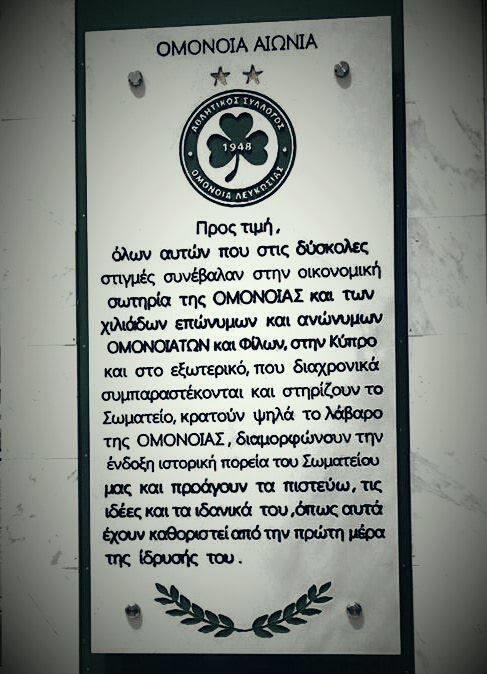 ΟΜΟΝΟΙΑ ΑΙΩΝΙΑ
ΑΘΛΗΤΙΚΟΣ ΣΥΛΛΟΓΟΣ
1948
ΟΜΟΝΟΙΑ ΛΕΥΚΩΣΙΑΣ
Προς τιμή,
όλων αυτών που στις δύσκολες
στιγμές συνέβαλαν στην οικονομική
σωτηρία της ΟΜΟΝΟΙΑΣ και των
χιλιάδων επώνυμων και ανώνυμων
ΟΜΟΝΟΙΑΤΩΝ και Φίλων, στην Κύπρο
και στο εξωτερικό, που διαχρονικά
συμπαραστέκονται και στηρίζουν το
Σωματείο, κρατούν ψηλά το λάβαρο
της ΟΜΟΝΟΙΑΣ, διαμορφώνουν την
ένδοξη ιστορική πορεία του Σωματείου
μας και προάγουν τα πιστεύω, τις
ιδέες και τα ιδανικά του, όπως αυτά
έχουν καθοριστεί από την πρώτη μέρα
της ίδρυσής του.